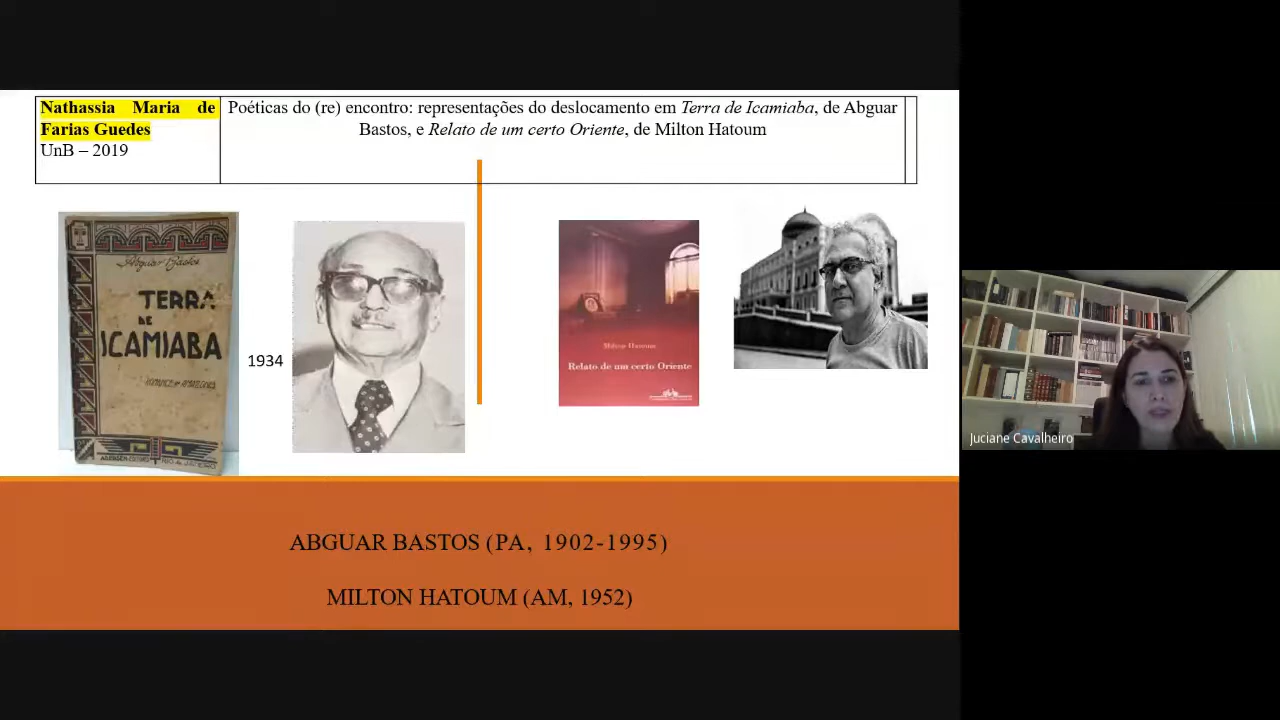 Nathassia Maria de
Farias Guedes
UnB – 2019
Poéticas do (re) encontro: representações do deslocamento em Terra de Icamiaba, de Abguar
Bastos, e Relato de um certo Oriente, de Milton Hatoum
Abguar Bastos
TERRA
DE
ICAMIABA
1934
Milton Hatoum
Relato de um certo Oriente
Juciane Cavalheiro
ABGUAR BASTOS (PA, 1902-1995)
MILTON HATOUM (AM, 1952)